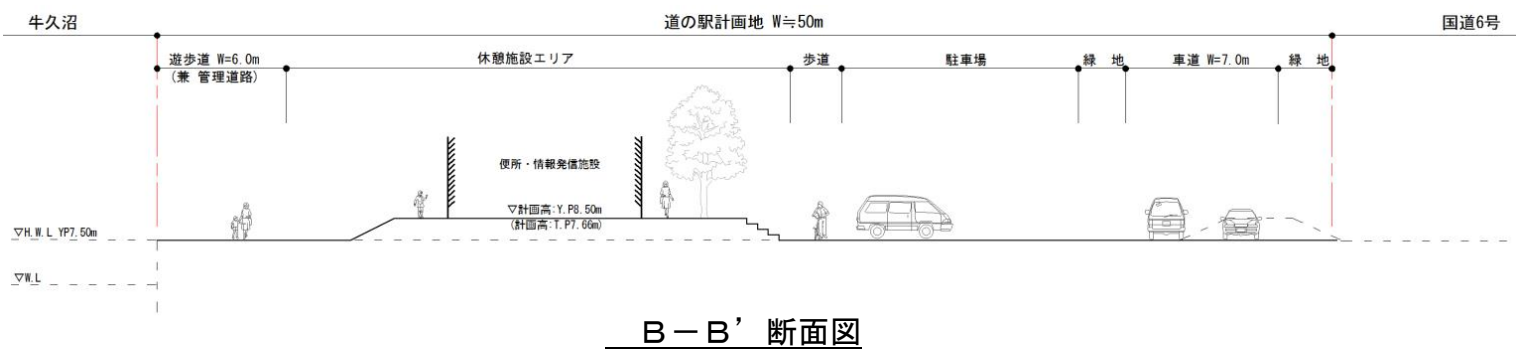 牛久沼
道の駅計画地 W≒50m
国道6号
遊歩道 W=6.0m
(兼 管理道路)
休憩施設エリア
歩道
駐車場
緑 地
車道 W=7.0m
緑 地
便所・情報発信施設
▽計画高:Y.P8.50m
(計画高:T.P7.66m)
▽H.W.L YP7.50m
▽W.L
B-B’断面図